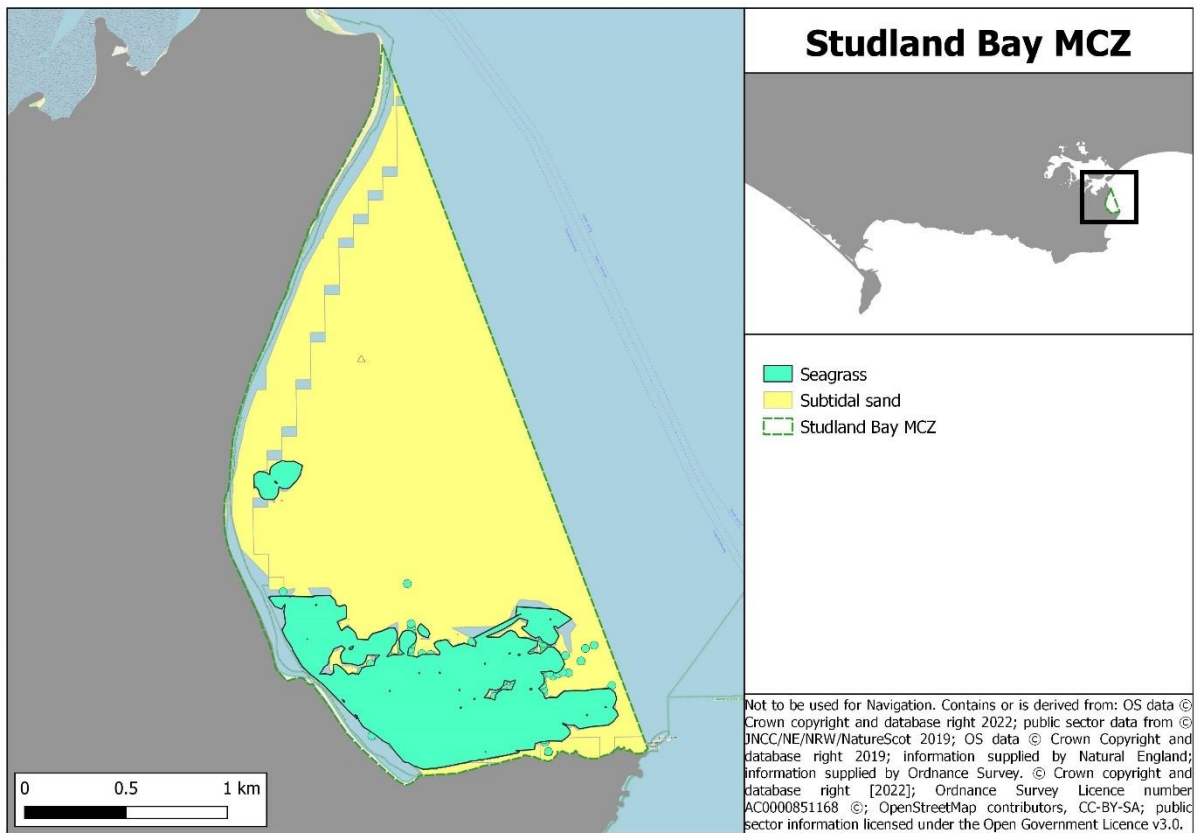 Studland Bay MCZ
Seagrass
Subtidal sand
Studland Bay MCZ
0 0.5 1 km
Not to be used for Navigation. Contains or is derived from: OS data ©
Crown copyright and database right 2022; public sector data from ©
JNCC/NE/NRW/NatureScot 2019; OS data © Crown Copyright and
database right 2019; information supplied by Natural England;
information supplied by Ordnance Survey. © Crown copyright and
database right [2022]; Ordnance Survey Licence number
AC0000851168 ©; OpenStreetMap contributors, CC-BY-SA; public
sector information licensed under the Open Government Licence v3.0.